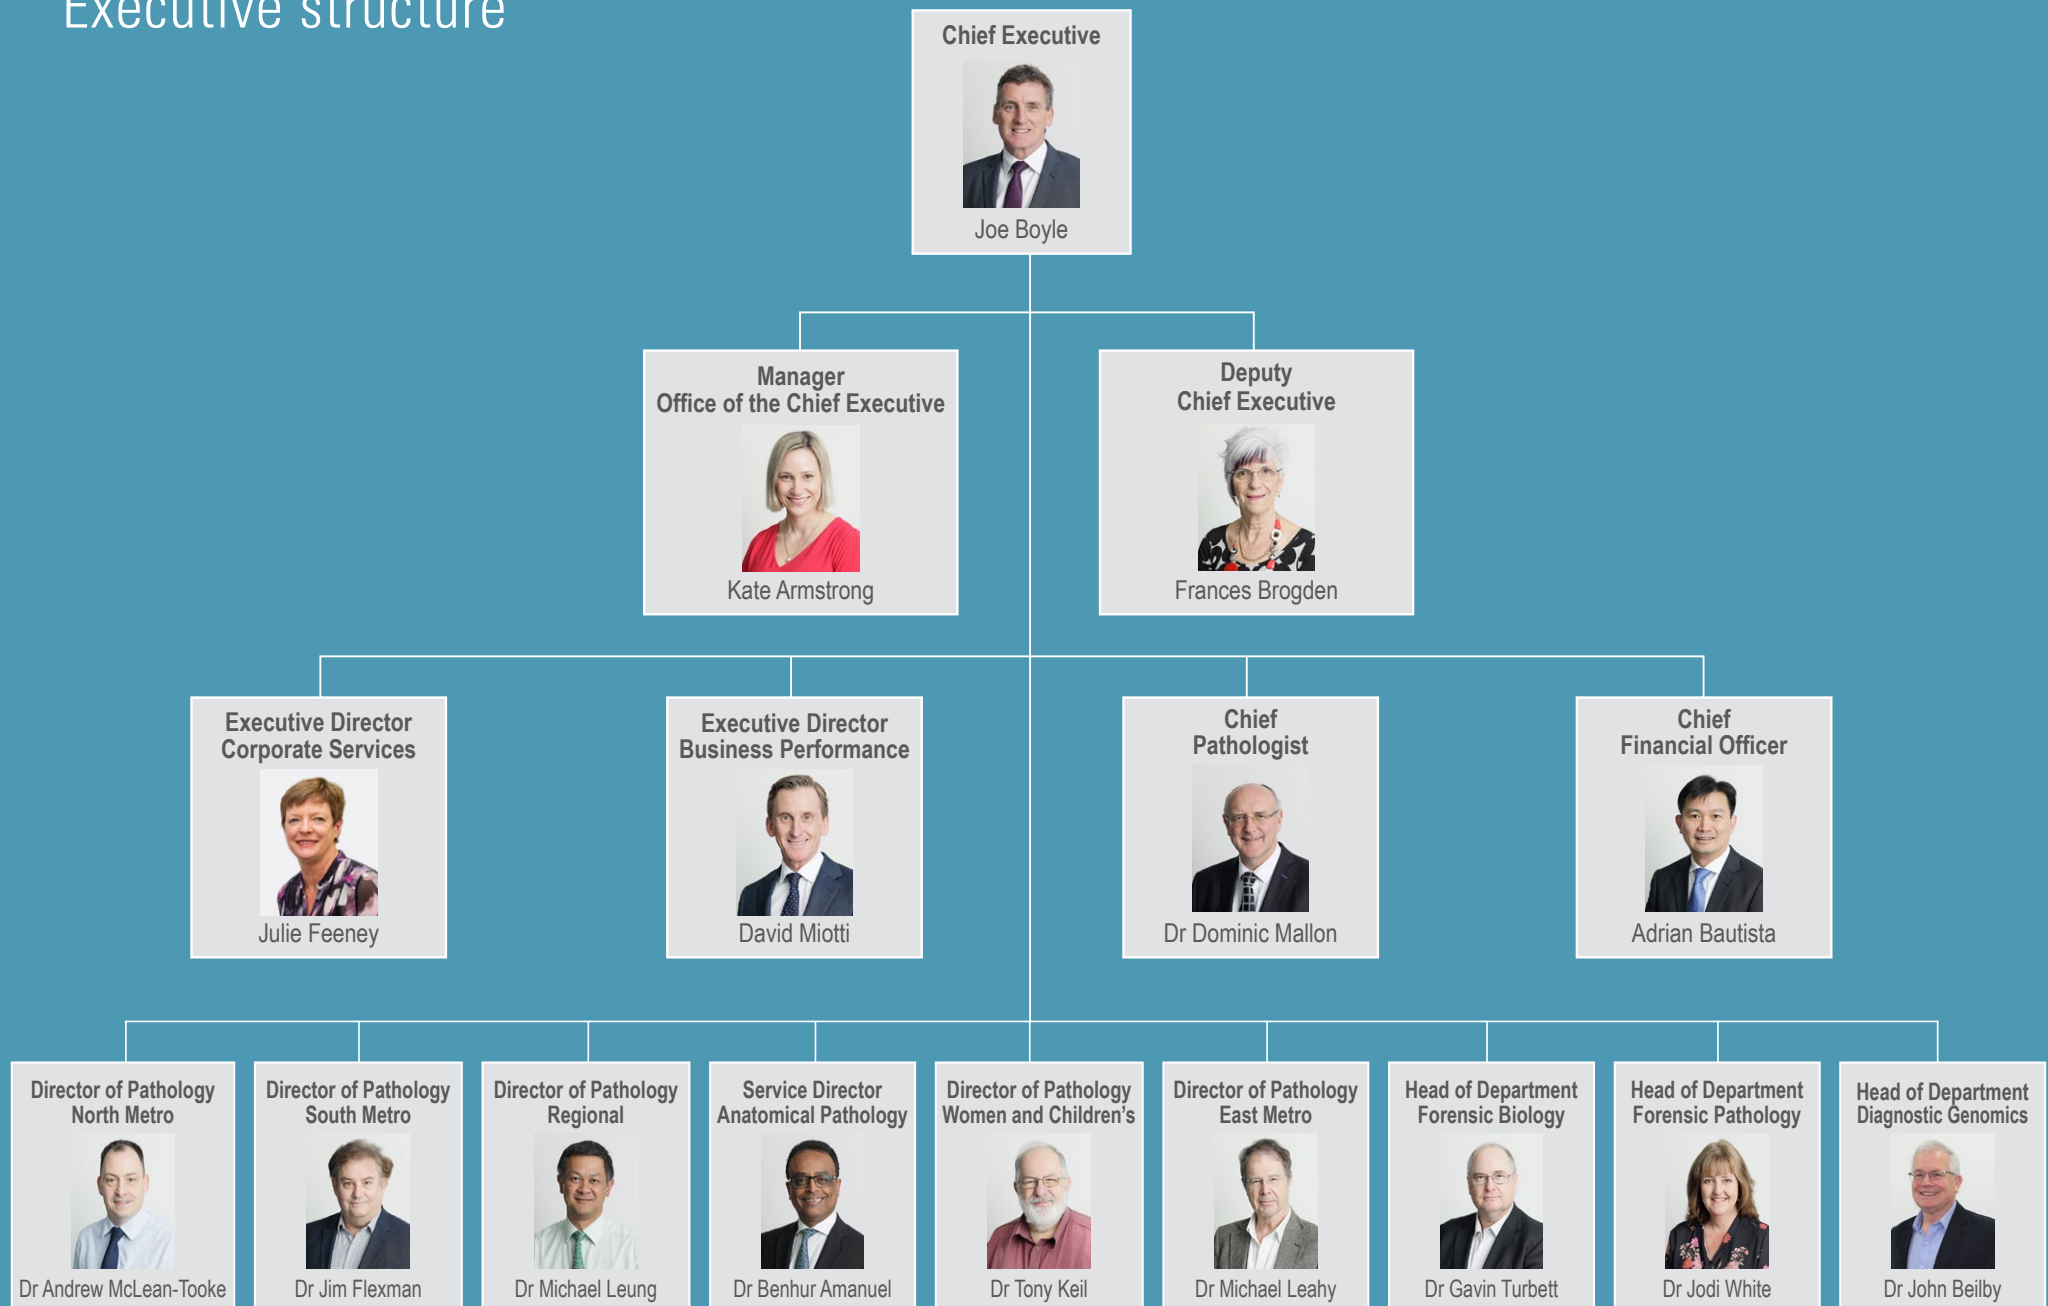 Executive structure
Chief Executive
Joe Boyle
Manager
Office of the Chief Executive
Kate Armstrong
Deputy
Chief Executive
Frances Brogden
Executive Director
Corporate Services
Julie Feeney
Executive Director
Business Performance
David Miotti
Chief
Pathologist
Dr Dominic Mallon
Chief
Financial Officer
Adrian Bautista
Director of Pathology
North Metro
Dr Andrew McLean-Tooke
Director of Pathology
South Metro
Dr Jim Flexman
Director of Pathology
Regional
Dr Michael Leung
Service Director
Anatomical Pathology
Dr Benhur Amanuel
Director of Pathology
Women and Children’s
Dr Tony Keil
Director of Pathology
East Metro
Dr Michael Leahy
Head of Department
Forensic Biology
Dr Gavin Turbett
Head of Department
Forensic Pathology
Dr Jodi White
Head of Department
Diagnostic Genomics
Dr John Beilby